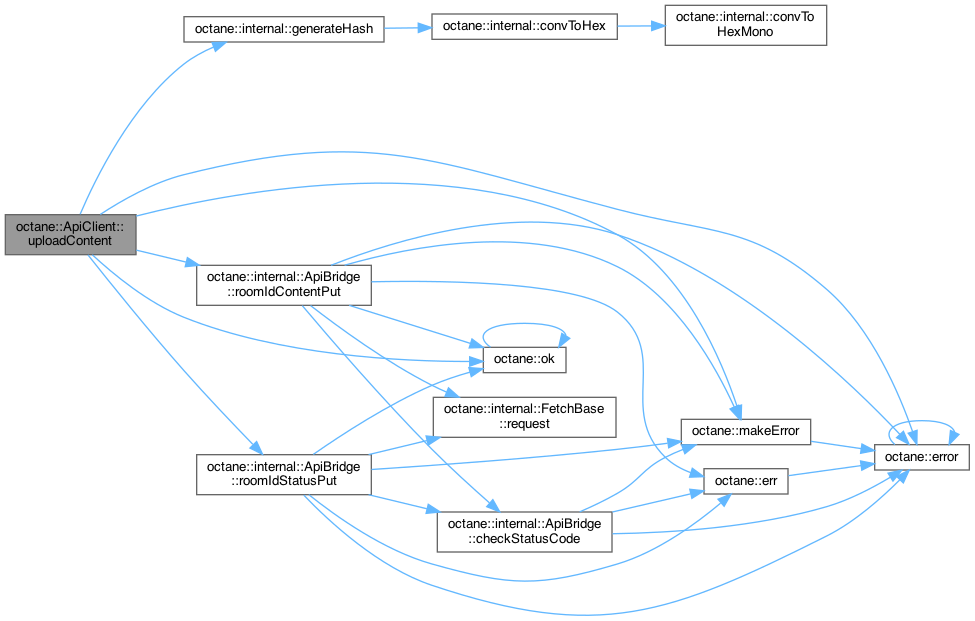 octane::internal::generateHash
octane::internal::convToHex
octane::internal::convTo
HexMono
octane::ApiClient::
uploadContent
octane::internal::ApiBridge
::roomIdContentPut
octane::ok
octane::internal::FetchBase
::request
octane::makeError
octane::error
octane::internal::ApiBridge
::roomIdStatusPut
octane::err
octane::internal::ApiBridge
::checkStatusCode